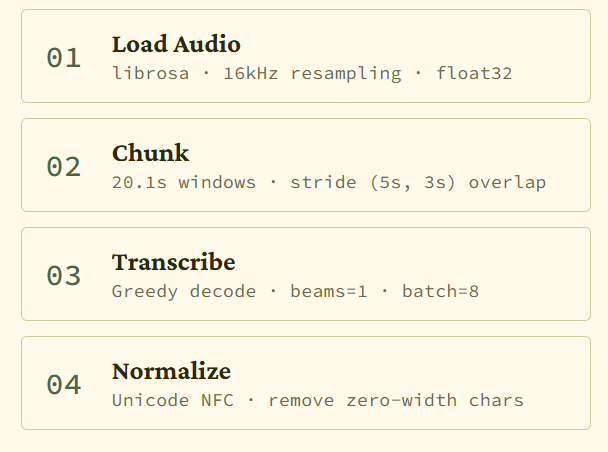 01
Load Audio
librosa · 16kHz resampling · float32
02
Chunk
20.1s windows · stride (5s, 3s) overlap
03
Transcribe
Greedy decode · beams=1 · batch=8
04
Normalize
Unicode NFC · remove zero-width chars